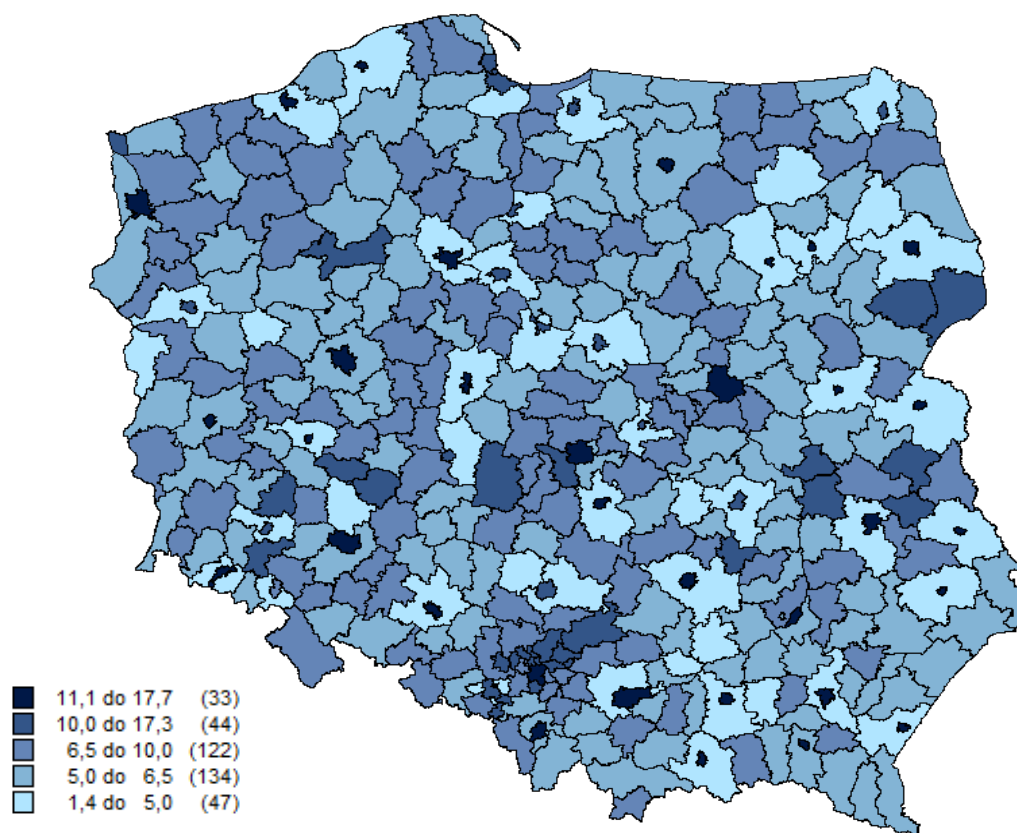 11,1 do 17,7 (33)
10,0 do 17,3 (44)
6,5 do 10,0 (122)
5,0 do 6,5 (134)
1,4 do 5,0 (47)